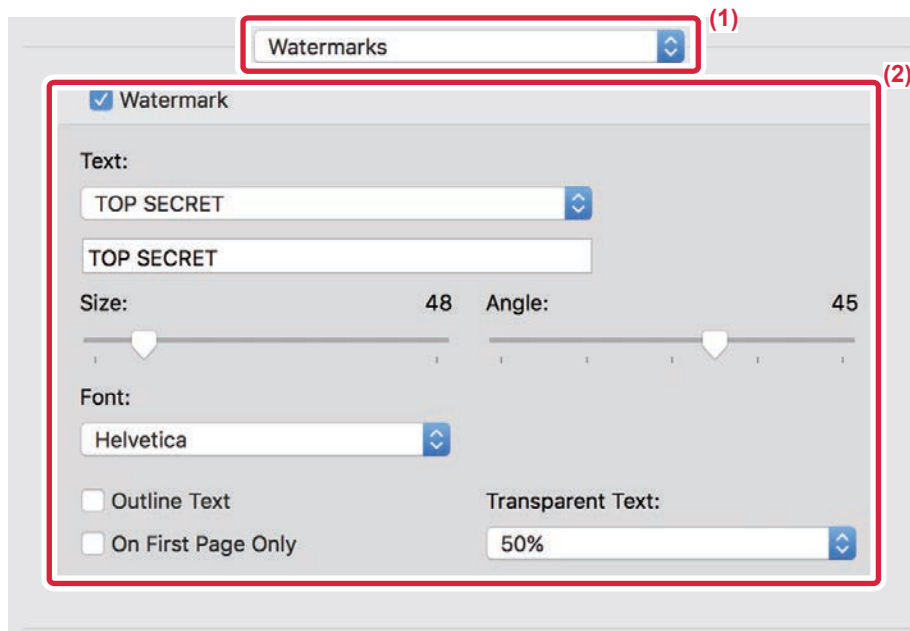 (1)
Watermarks
(2)
Watermark
Text:
TOP SECRET
TOP SECRET
Size: 48 Angle: 45
Font:
Helvetica
Outline Text Transparent Text:
On First Page Only 50%